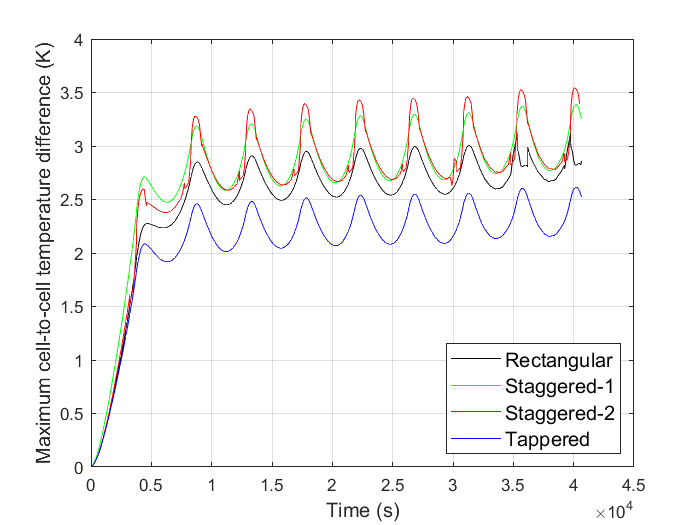 Maximum cell-to-cell temperature difference (K)
4
3.5
3
2.5
2
1.5
1
0.5
0
Rectangular
Staggered-1
Staggered-2
Tappered
0 0.5 1 1.5 2 2.5 3 3.5 4 4.5
Time (s)
×10⁴